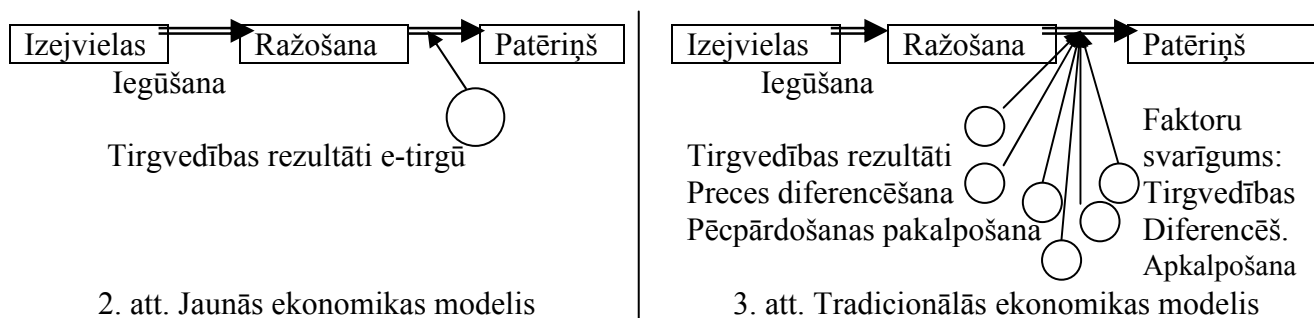 Izejvielas Ražošana Patēriņš
Iegūšana
Tirgvedības rezultāti e-tirgū
2. att. Jaunās ekonomikas modelis
Izejvielas Ražošana Patēriņš
Iegūšana
Tirgvedības rezultāti
Preces diferencēšana
Pēcpārdošanas pakalpošana
Faktoru
svarīgums:
Tirgvedības
Diferencēš.
Apkalpošana
3. att. Tradicionālās ekonomikas modelis